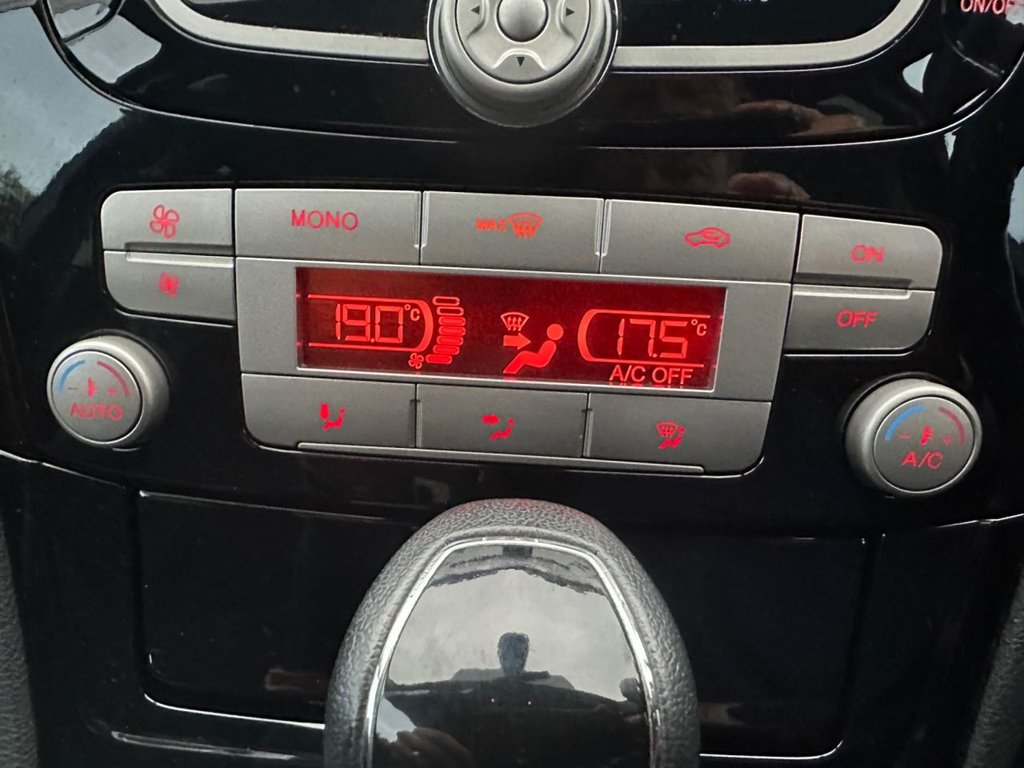 ON/OFF
MONO
MAX
ON
OFF
19.0°C
17.5°C
A/C OFF
AUTO
- +
- +
A/C